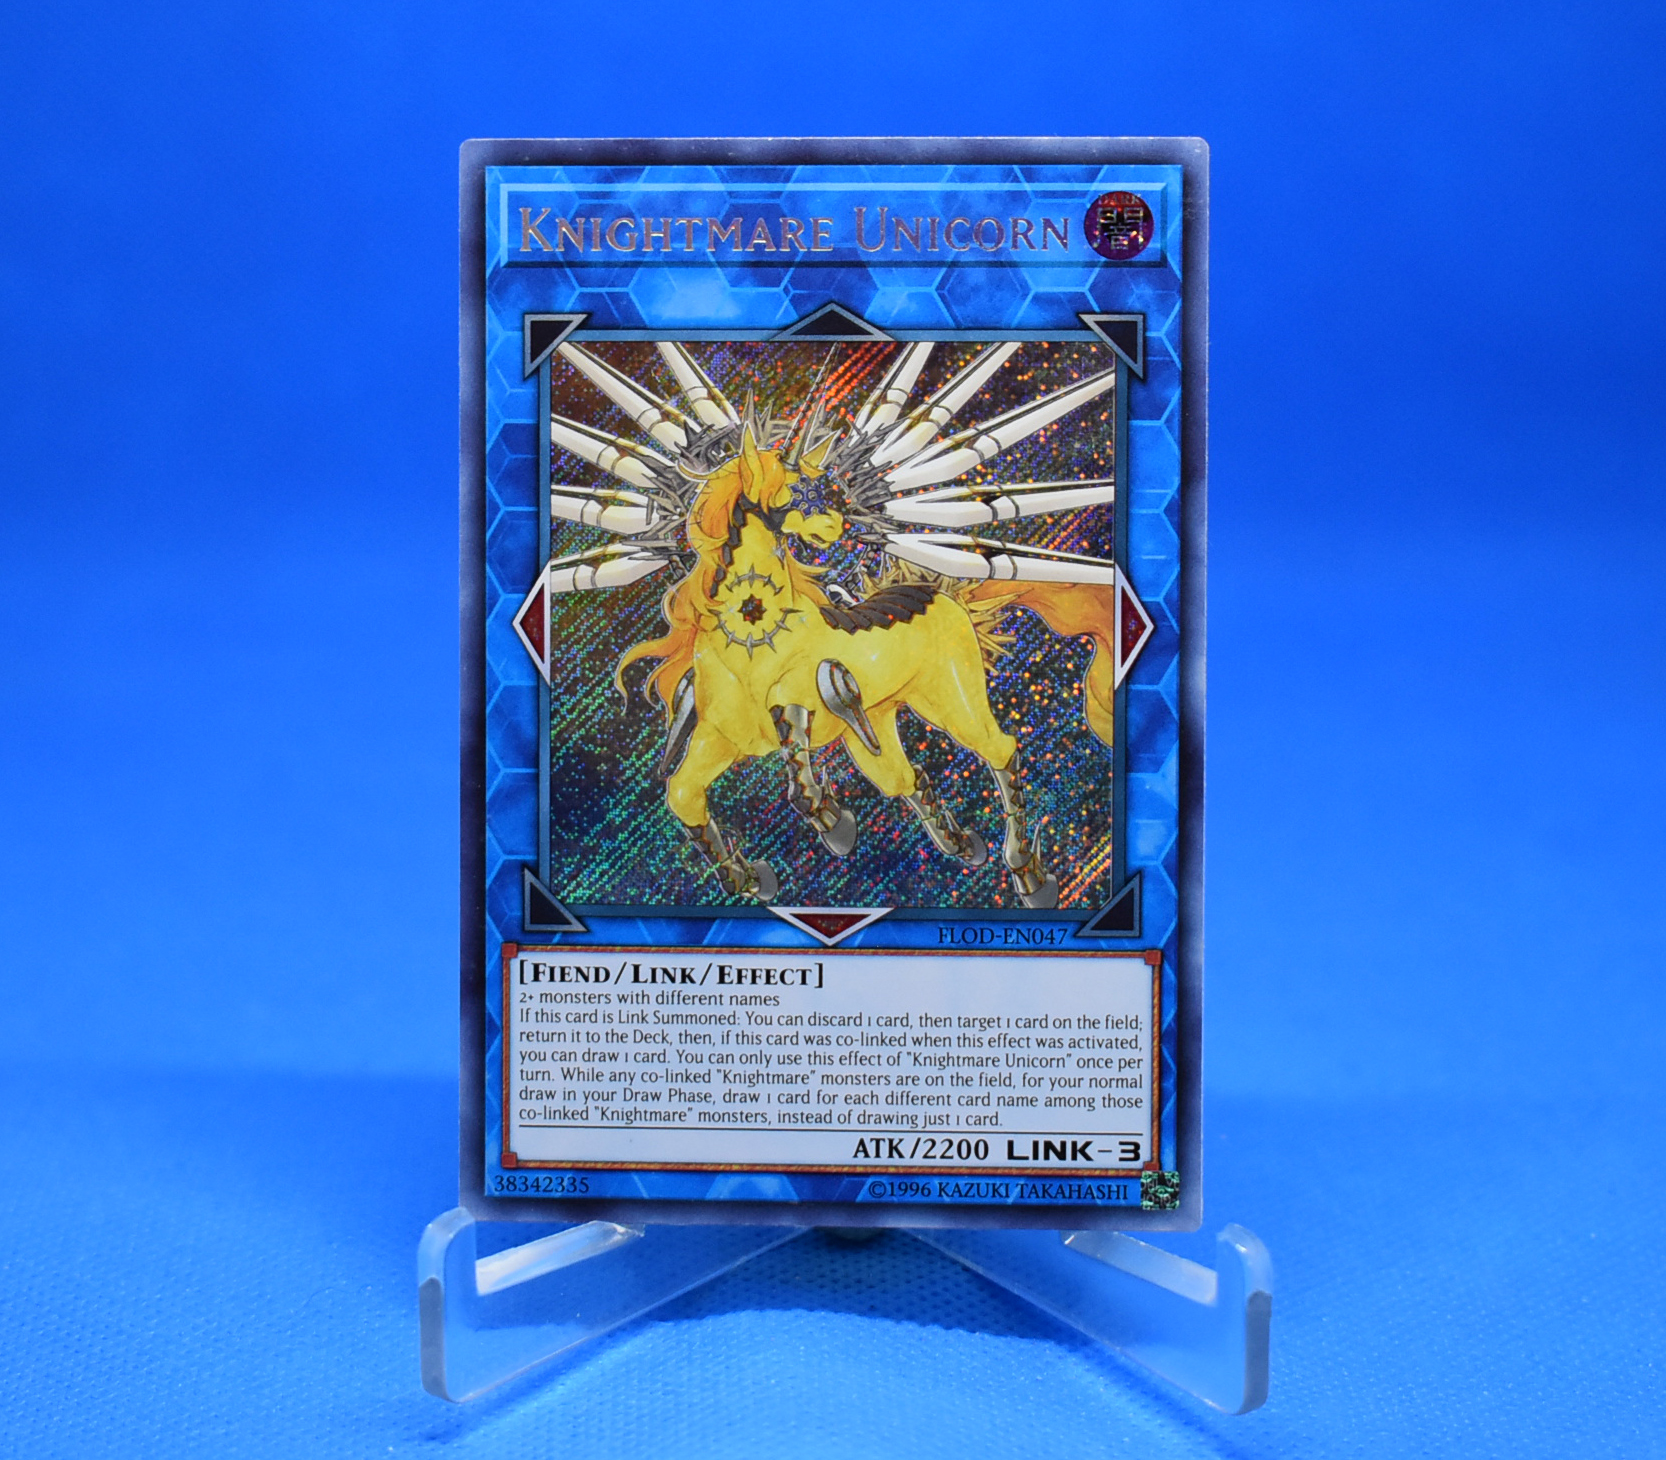 KNIGHTMARE UNICORN
DARK
闇
FLOD-EN047
[FIEND/LINK/EFFECT]
2+ monsters with different names
If this card is Link Summoned: You can discard 1 card, then target 1 card on the field;
return it to the Deck, then, if this card was co-linked when this effect was activated,
you can draw 1 card. You can only use this effect of "Knightmare Unicorn" once per
turn. While any co-linked "Knightmare" monsters are on the field, for your normal
draw in your Draw Phase, draw 1 card for each different card name among those
co-linked "Knightmare" monsters, instead of drawing just 1 card.
ATK/2200 LINK-3
38342335
©1996 KAZUKI TAKAHASHI